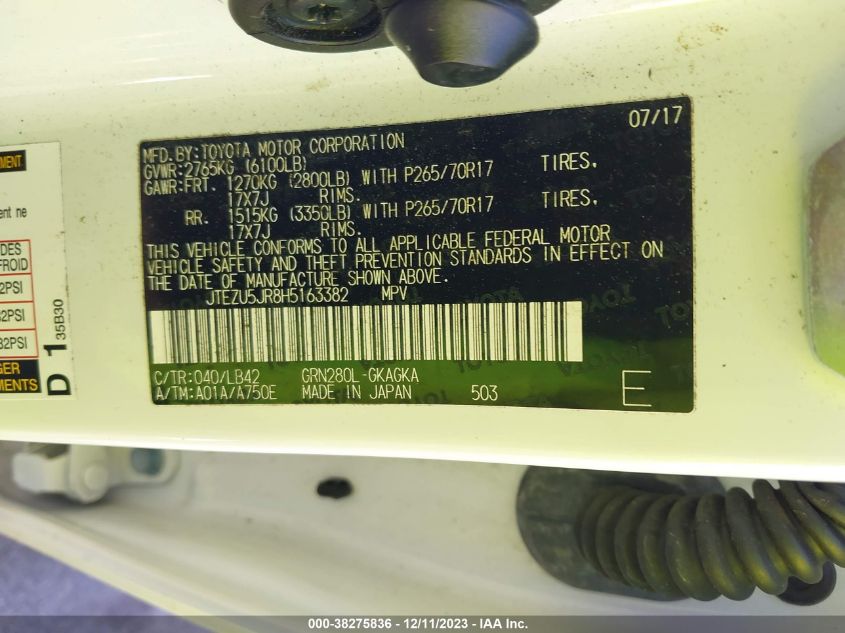 07/17
MFD.BY:TOYOTA MOTOR CORPORATION
GVWR:2765KG (6100LB)
GAWR:FRT. 1270KG (2800LB) WITH P265/70R17 TIRES,
17X7J RIMS.
RR. 1515KG (3350LB) WITH P265/70R17 TIRES,
17X7J RIMS.
THIS VEHICLE CONFORMS TO ALL APPLICABLE FEDERAL MOTOR
VEHICLE SAFETY AND THEFT PREVENTION STANDARDS IN EFFECT ON
THE DATE OF MANUFACTURE SHOWN ABOVE.
JTEZU5JR8H5163382 MPV
C/TR:040/LB42 GRN280L-GKAGKA
A/TM:A01A/A750E MADE IN JAPAN 503 E
D 1 35B30
000-38275836 - 12/11/2023 - IAA Inc.